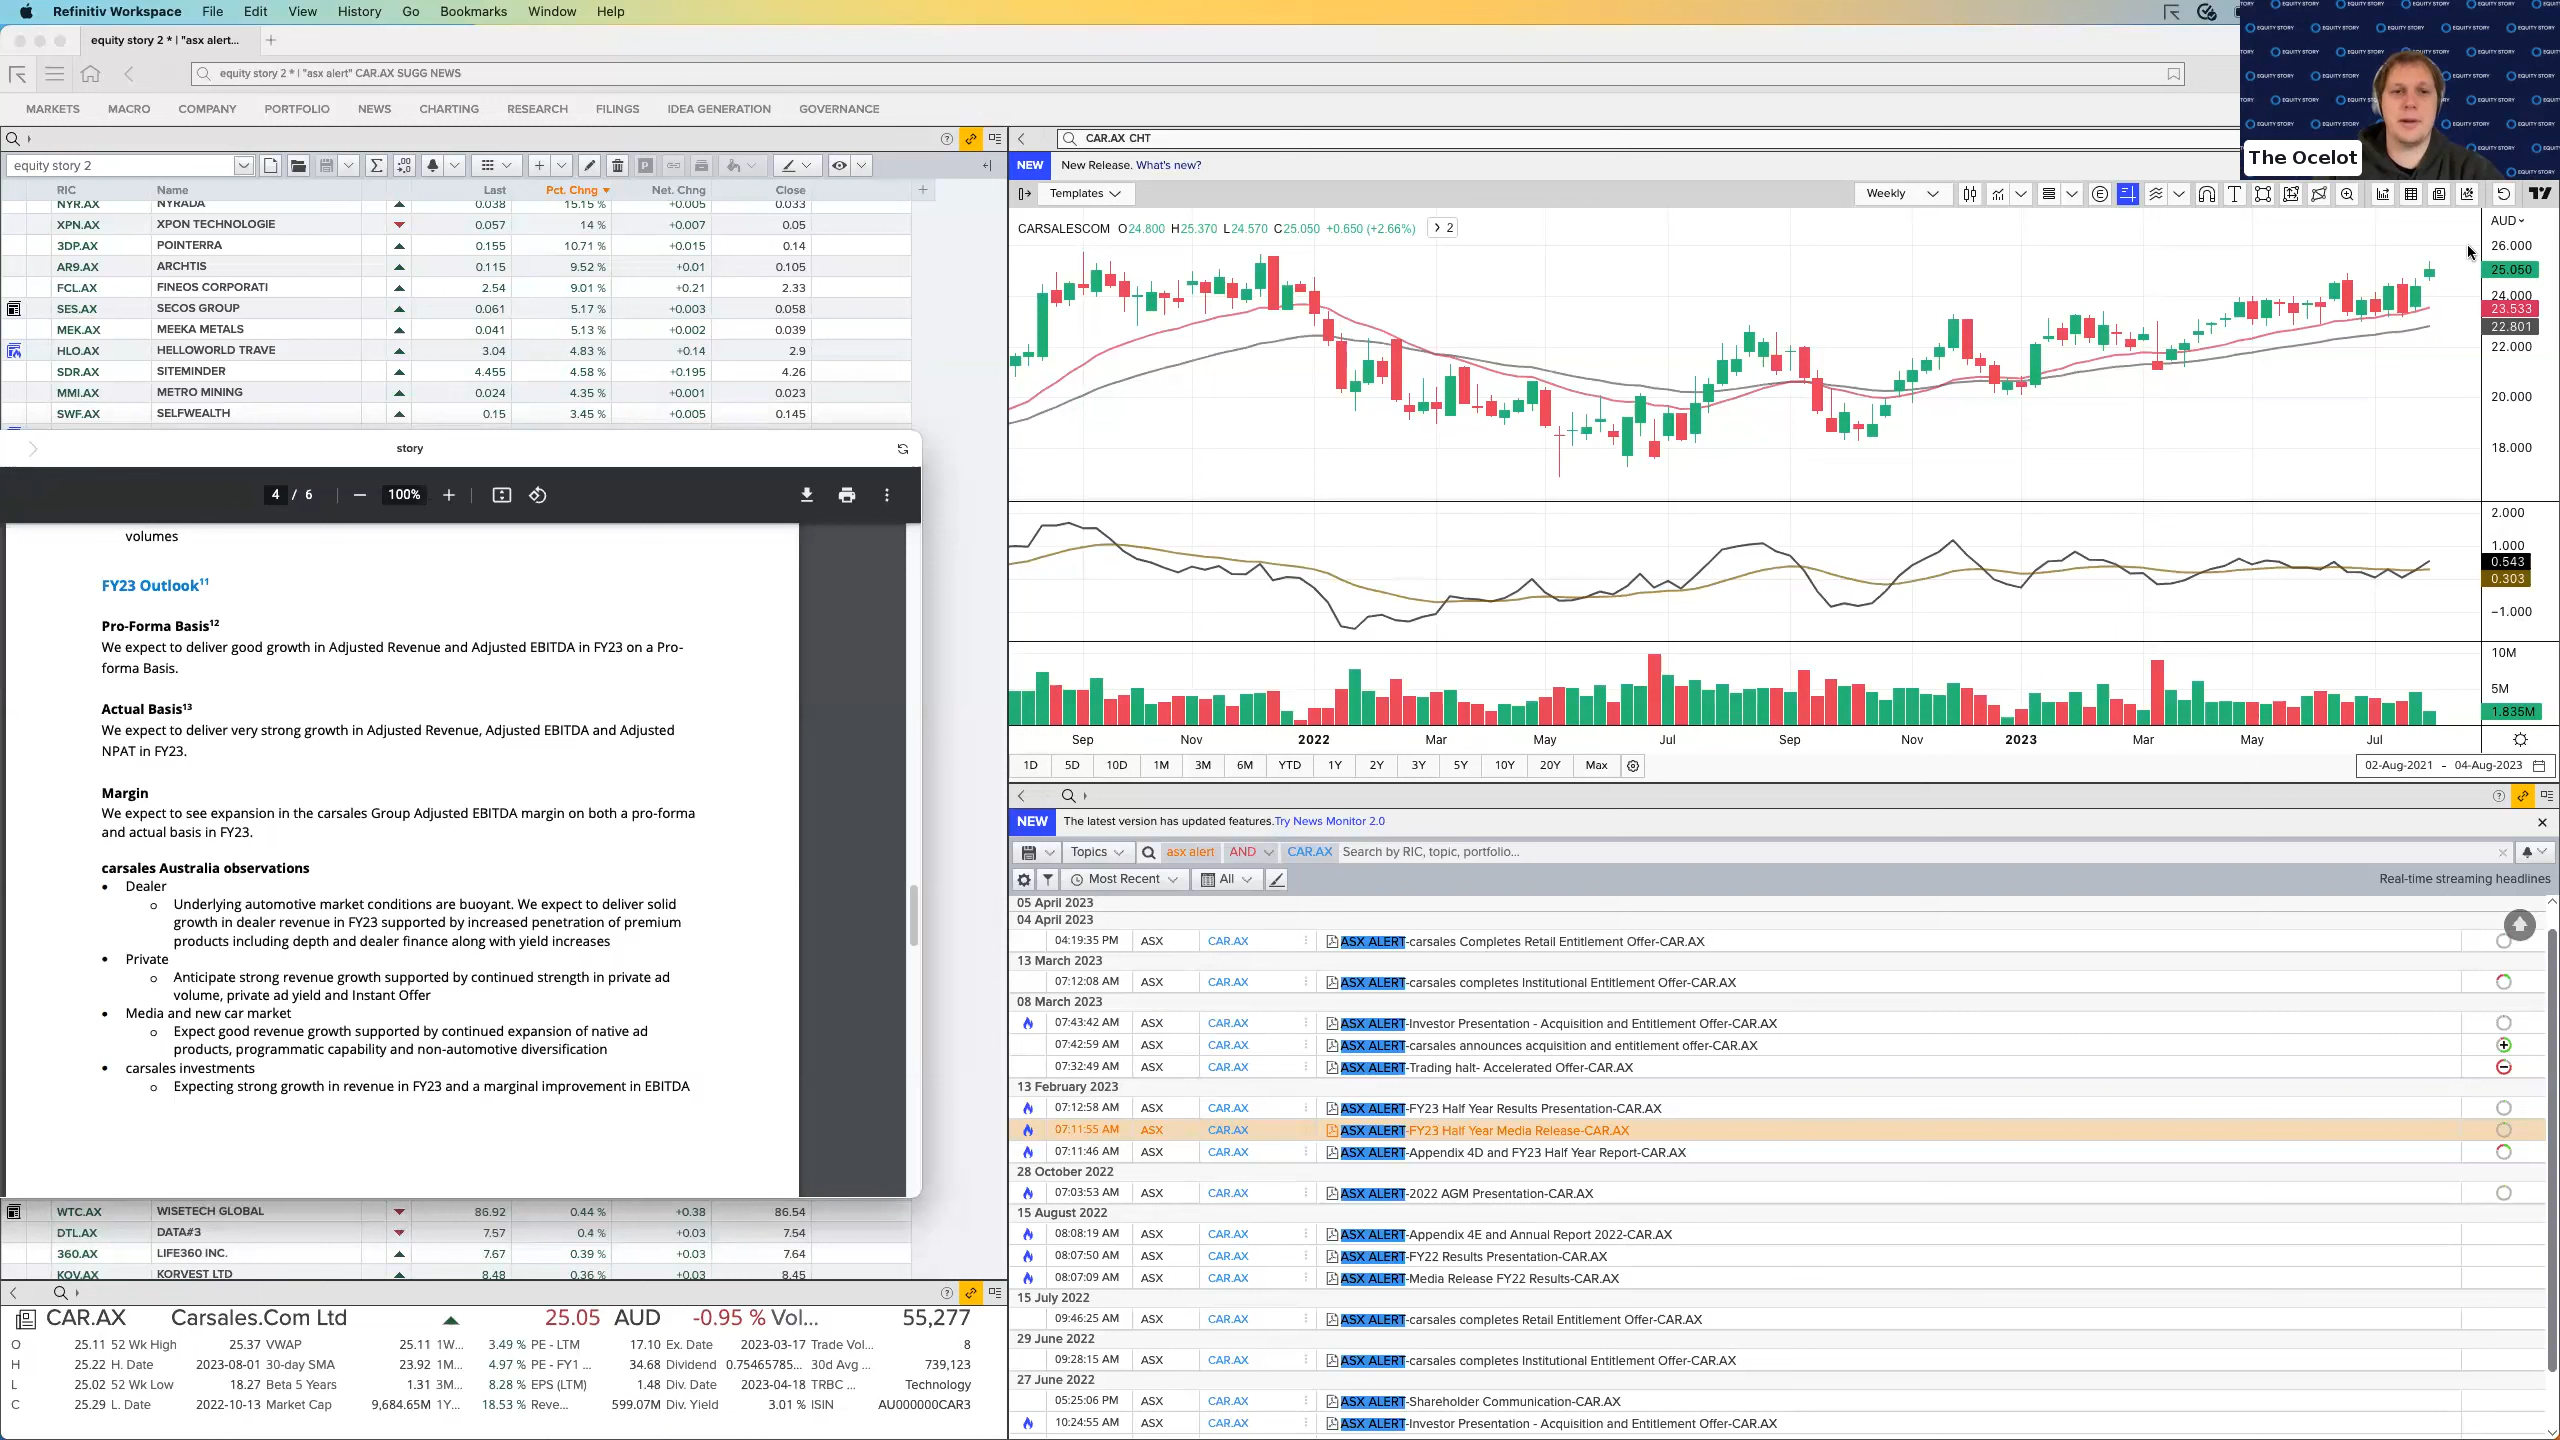 Refinitiv Workspace File Edit View History Go Bookmarks Window Help
equity story 2 * | "asx alert...
equity story 2 * | "asx alert" CAR.AX SUGG NEWS
MARKETS MACRO COMPANY PORTFOLIO NEWS CHARTING RESEARCH FILINGS IDEA GENERATION GOVERNANCE
equity story 2
RIC Name Last Pct. Chng Net. Chng Close
NYR.AX NYRADA 0.038 15.15 % +0.005 0.033
XPN.AX XPON TECHNOLOGIE 0.057 14 % +0.007 0.05
3DP.AX POINTERRA 0.155 10.71 % +0.015 0.14
AR9.AX ARCHTIS 0.115 9.52 % +0.01 0.105
FCL.AX FINEOS CORPORATI 2.54 9.01 % +0.21 2.33
SES.AX SECOS GROUP 0.061 5.17 % +0.003 0.058
MEK.AX MEEKA METALS 0.041 5.13 % +0.002 0.039
HLO.AX HELLOWORLD TRAVE 3.04 4.83 % +0.14 2.9
SDR.AX SITEMINDER 4.455 4.58 % +0.195 4.26
MMI.AX METRO MINING 0.024 4.35 % +0.001 0.023
SWF.AX SELFWEALTH 0.15 3.45 % +0.005 0.145
story
4 / 6 100%
volumes
FY23 Outlook¹¹
Pro-Forma Basis¹²
We expect to deliver good growth in Adjusted Revenue and Adjusted EBITDA in FY23 on a Pro-
forma Basis.
Actual Basis¹³
We expect to deliver very strong growth in Adjusted Revenue, Adjusted EBITDA and Adjusted
NPAT in FY23.
Margin
We expect to see expansion in the carsales Group Adjusted EBITDA margin on both a pro-forma
and actual basis in FY23.
carsales Australia observations
• Dealer
o Underlying automotive market conditions are buoyant. We expect to deliver solid
growth in dealer revenue in FY23 supported by increased penetration of premium
products including depth and dealer finance along with yield increases
• Private
o Anticipate strong revenue growth supported by continued strength in private ad
volume, private ad yield and Instant Offer
• Media and new car market
o Expect good revenue growth supported by continued expansion of native ad
products, programmatic capability and non-automotive diversification
• carsales investments
o Expecting strong growth in revenue in FY23 and a marginal improvement in EBITDA
WTC.AX WISETECH GLOBAL 86.92 0.44 % +0.38 86.54
DTL.AX DATA#3 7.57 0.4 % +0.03 7.54
360.AX LIFE360 INC. 7.67 0.39 % +0.03 7.64
KOV.AX KORVEST LTD 8.48 0.36 % +0.03 8.45
CAR.AX Carsales.Com Ltd 25.05 AUD -0.95 % Vol... 55,277
O 25.11 52 Wk High 25.37 VWAP 25.11 1W... 3.49 % PE - LTM 17.10 Ex. Date 2023-03-17 Trade Vol... 8
H 25.22 H. Date 2023-08-01 30-day SMA 23.92 1M... 4.97 % PE - FY1 ... 34.68 Dividend 0.75465785... 30d Avg ... 739,123
L 25.02 52 Wk Low 18.27 Beta 5 Years 1.31 3M... 8.28 % EPS (LTM) 1.48 Div. Date 2023-04-18 TRBC ... Technology
C 25.29 L. Date 2022-10-13 Market Cap 9,684.65M 1Y... 18.53 % Reve... 599.07M Div. Yield 3.01 % ISIN AU000000CAR3
CAR.AX CHT
NEW New Release. What's new?
Templates Weekly
CARSALESCOM O24.800 H25.370 L24.570 C25.050 +0.650 (+2.66%) > 2
AUD
26.000
25.050
24.000
23.533
22.801
22.000
20.000
18.000
2.000
1.000
0.543
0.303
−1.000
10M
5M
1.835M
Sep Nov 2022 Mar May Jul Sep Nov 2023 Mar May Jul
1D 5D 10D 1M 3M 6M YTD 1Y 2Y 3Y 5Y 10Y 20Y Max 02-Aug-2021 - 04-Aug-2023
EQUITY STORY
The Ocelot
NEW The latest version has updated features.Try News Monitor 2.0
Topics asx alert AND CAR.AX Search by RIC, topic, portfolio...
Most Recent All Real-time streaming headlines
05 April 2023
04 April 2023
04:19:35 PM ASX CAR.AX ASX ALERT-carsales Completes Retail Entitlement Offer-CAR.AX
13 March 2023
07:12:08 AM ASX CAR.AX ASX ALERT-carsales completes Institutional Entitlement Offer-CAR.AX
08 March 2023
07:43:42 AM ASX CAR.AX ASX ALERT-Investor Presentation - Acquisition and Entitlement Offer-CAR.AX
07:42:59 AM ASX CAR.AX ASX ALERT-carsales announces acquisition and entitlement offer-CAR.AX
07:32:49 AM ASX CAR.AX ASX ALERT-Trading halt- Accelerated Offer-CAR.AX
13 February 2023
07:12:58 AM ASX CAR.AX ASX ALERT-FY23 Half Year Results Presentation-CAR.AX
07:11:55 AM ASX CAR.AX ASX ALERT-FY23 Half Year Media Release-CAR.AX
07:11:46 AM ASX CAR.AX ASX ALERT-Appendix 4D and FY23 Half Year Report-CAR.AX
28 October 2022
07:03:53 AM ASX CAR.AX ASX ALERT-2022 AGM Presentation-CAR.AX
15 August 2022
08:08:19 AM ASX CAR.AX ASX ALERT-Appendix 4E and Annual Report 2022-CAR.AX
08:07:50 AM ASX CAR.AX ASX ALERT-FY22 Results Presentation-CAR.AX
08:07:09 AM ASX CAR.AX ASX ALERT-Media Release FY22 Results-CAR.AX
15 July 2022
09:46:25 AM ASX CAR.AX ASX ALERT-carsales completes Retail Entitlement Offer-CAR.AX
29 June 2022
09:28:15 AM ASX CAR.AX ASX ALERT-carsales completes Institutional Entitlement Offer-CAR.AX
27 June 2022
05:25:06 PM ASX CAR.AX ASX ALERT-Shareholder Communication-CAR.AX
10:24:55 AM ASX CAR.AX ASX ALERT-Investor Presentation - Acquisition and Entitlement Offer-CAR.AX